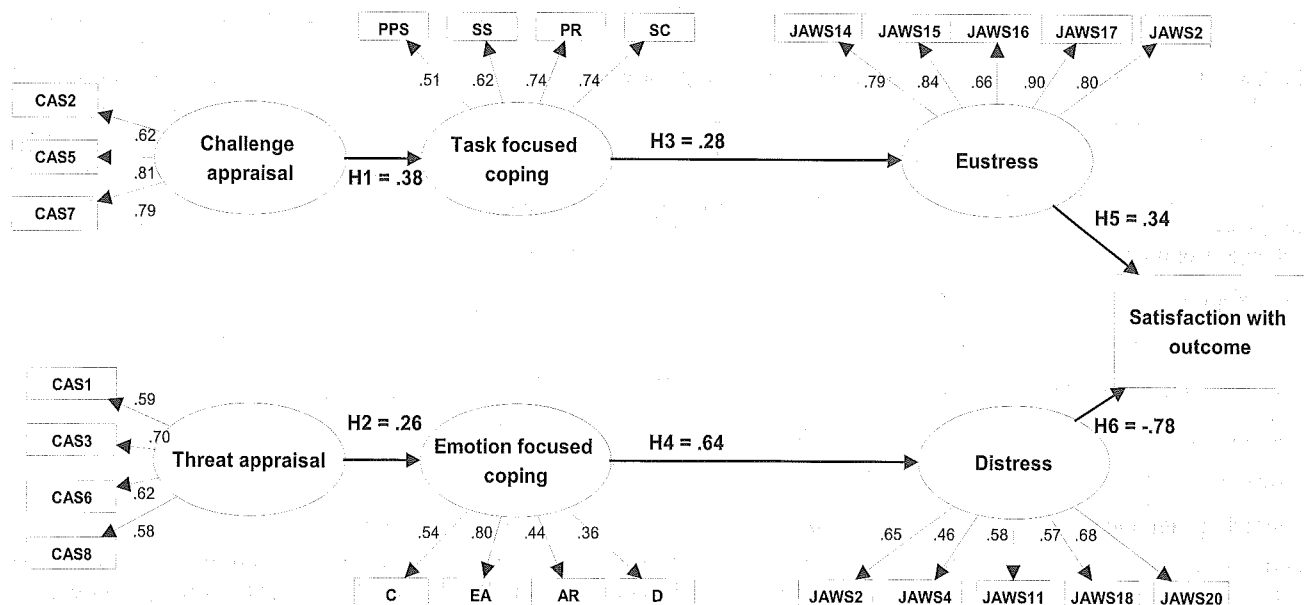 PPS SS PR SC JAWS14 JAWS15 JAWS16 JAWS17 JAWS2
.51 .62 .74 .74 .79 .84 .66 .90 .80
CAS2
.62
CAS5
.81
CAS7
.79
Challenge
appraisal
H1 = .38
Task focused
coping
H3 = .28
Eustress
H5 = .34
Satisfaction with
outcome
CAS1
.59
CAS3
.70
CAS6
.62
CAS8
.58
Threat appraisal
H2 = .26
Emotion focused
coping
H4 = .64
Distress
H6 = -.78
.54 .80 .44 .36 .65 .46 .58 .57 .68
C EA AR D JAWS2 JAWS4 JAWS11 JAWS18 JAWS20